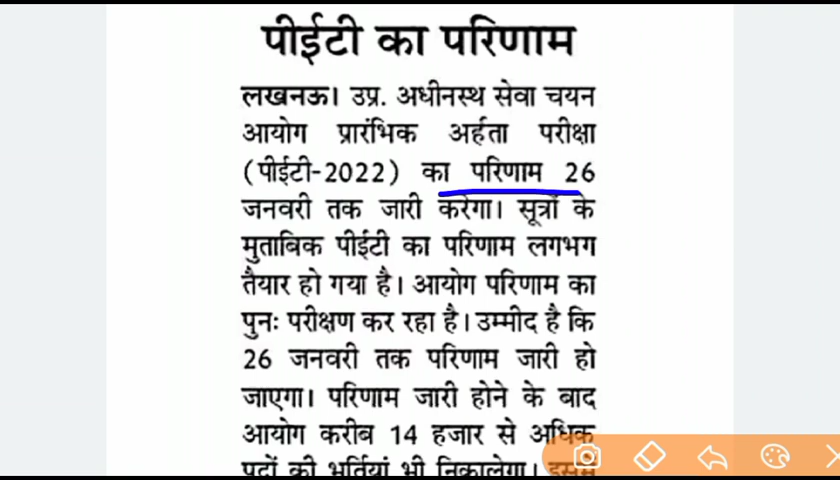 पीईटी का परिणाम
लखनऊ। उप्र. अधीनस्थ सेवा चयन
आयोग प्रारंभिक अर्हता परीक्षा
(पीईटी-2022) का परिणाम 26
जनवरी तक जारी करेगा। सूत्रों के
मुताबिक पीईटी का परिणाम लगभग
तैयार हो गया है। आयोग परिणाम का
पुनः परीक्षण कर रहा है। उम्मीद है कि
26 जनवरी तक परिणाम जारी हो
जाएगा। परिणाम जारी होने के बाद
आयोग करीब 14 हजार से अधिक
पदों की भर्तियां भी निकालेगा। इसमें